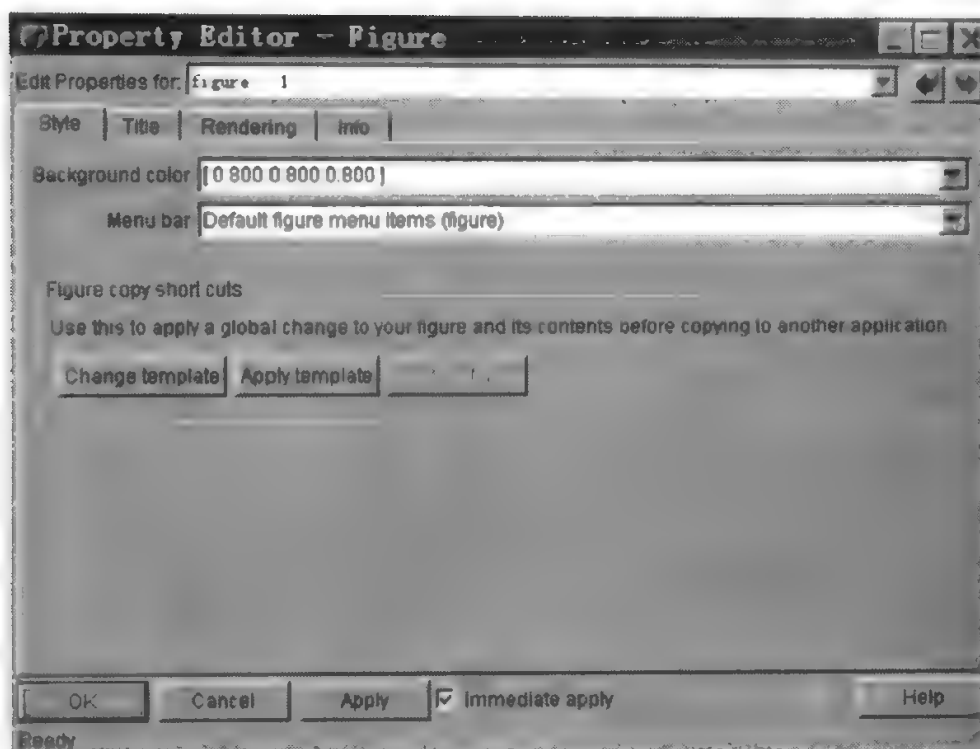 Property Editor - Figure
Edit Properties for: figure 1
Style Title Rendering Info
Background color [ 0 800 0 800 0.800 ]
Menu bar Default figure menu items (figure)
Figure copy short cuts
Use this to apply a global change to your figure and its contents before copying to another application
Change template Apply template
OK Cancel Apply Immediate apply Help
Ready